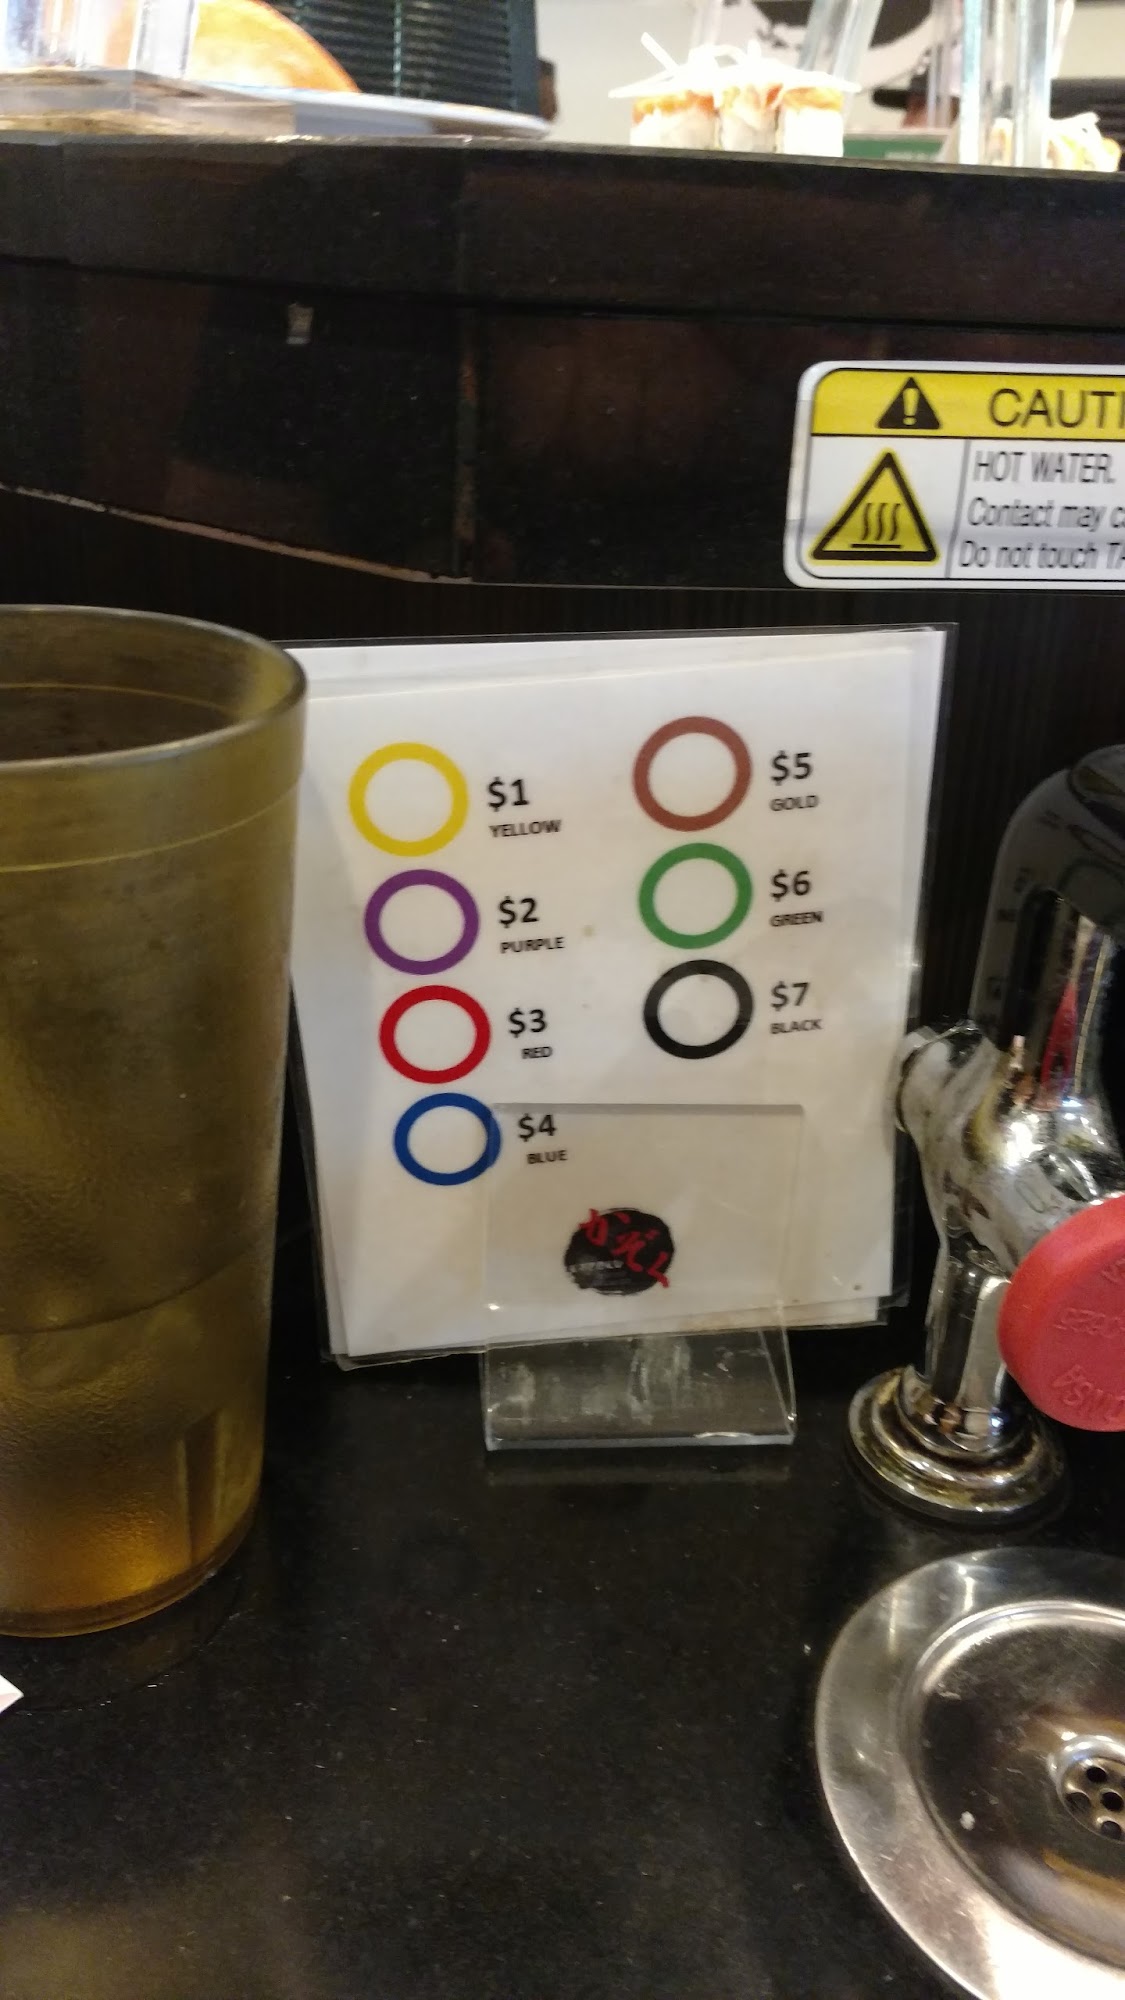 CAUTI
HOT WATER.
Contact may c
Do not touch TA
$1
YELLOW
$2
PURPLE
$3
RED
$4
BLUE
$5
GOLD
$6
GREEN
$7
BLACK
かぞく